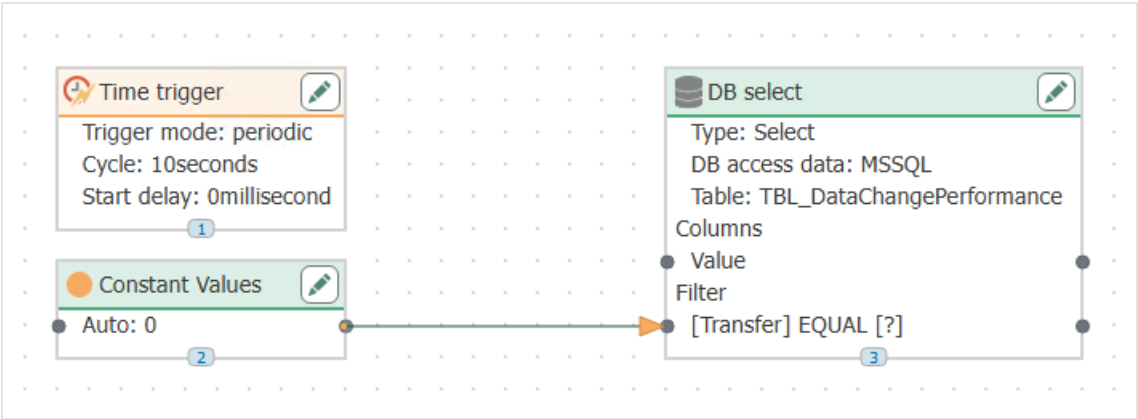 Time trigger
Trigger mode: periodic
Cycle: 10seconds
Start delay: 0millisecond
1
Constant Values
Auto: 0
2
DB select
Type: Select
DB access data: MSSQL
Table: TBL_DataChangePerformance
Columns
Value
Filter
[Transfer] EQUAL [?]
3